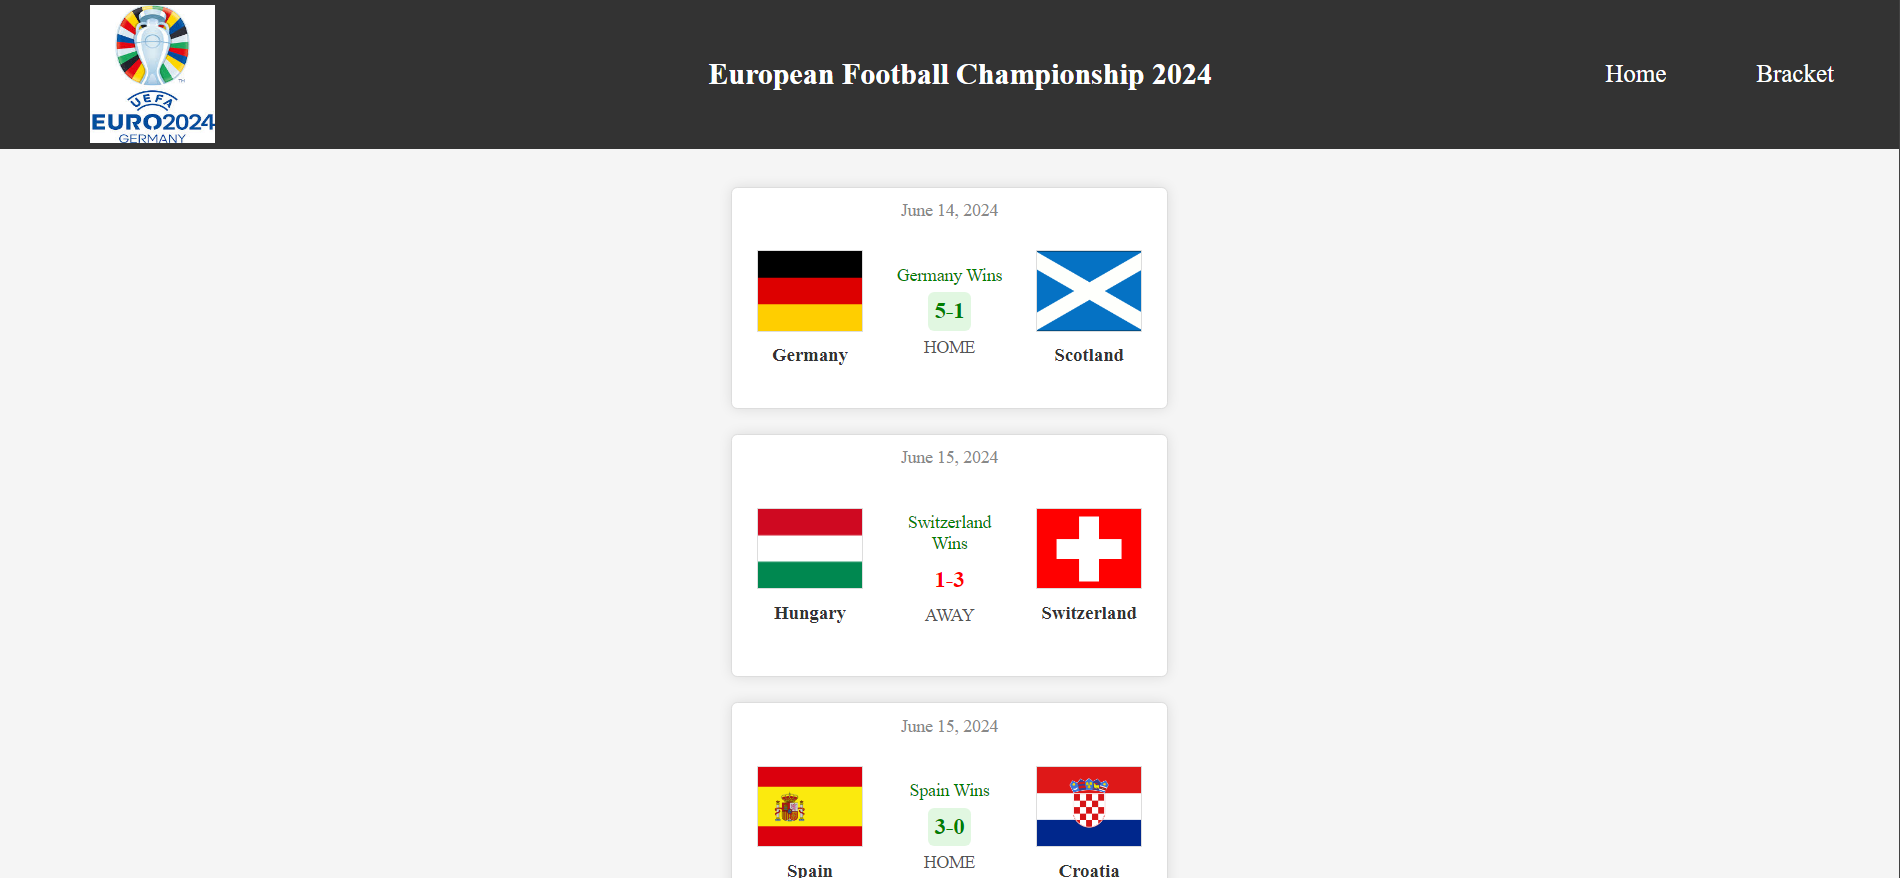 TM
UEFA
EURO2024
GERMANY
European Football Championship 2024
Home
Bracket
June 14, 2024
Germany Wins
5-1
HOME
Germany
Scotland
June 15, 2024
Switzerland
Wins
1-3
AWAY
Hungary
Switzerland
June 15, 2024
Spain Wins
3-0
HOME
Spain
Croatia